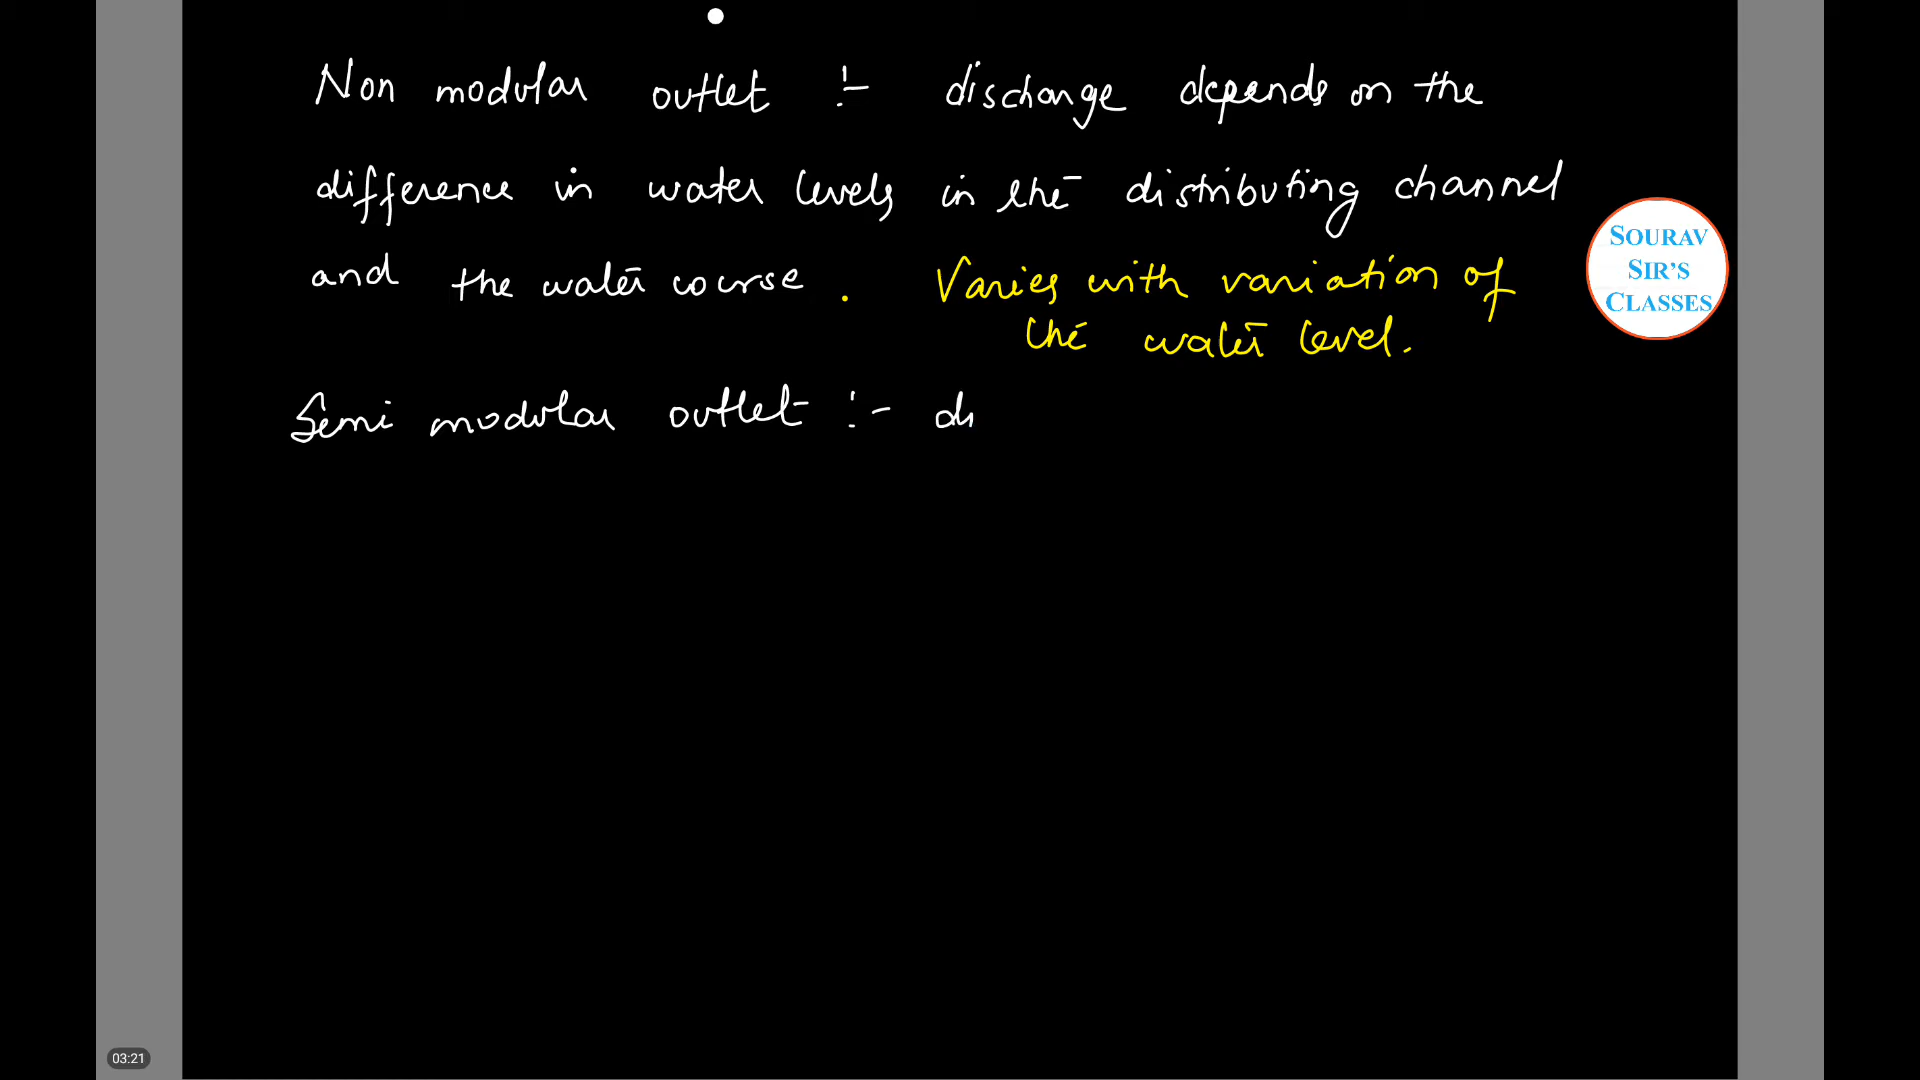 Non modular outlet :- discharge depends on the
difference in water levels in the distributing channel
and the water course . Varies with variation of
the water level.
SOURAV
SIR'S
CLASSES
Semi modular outlet :- di
03:21